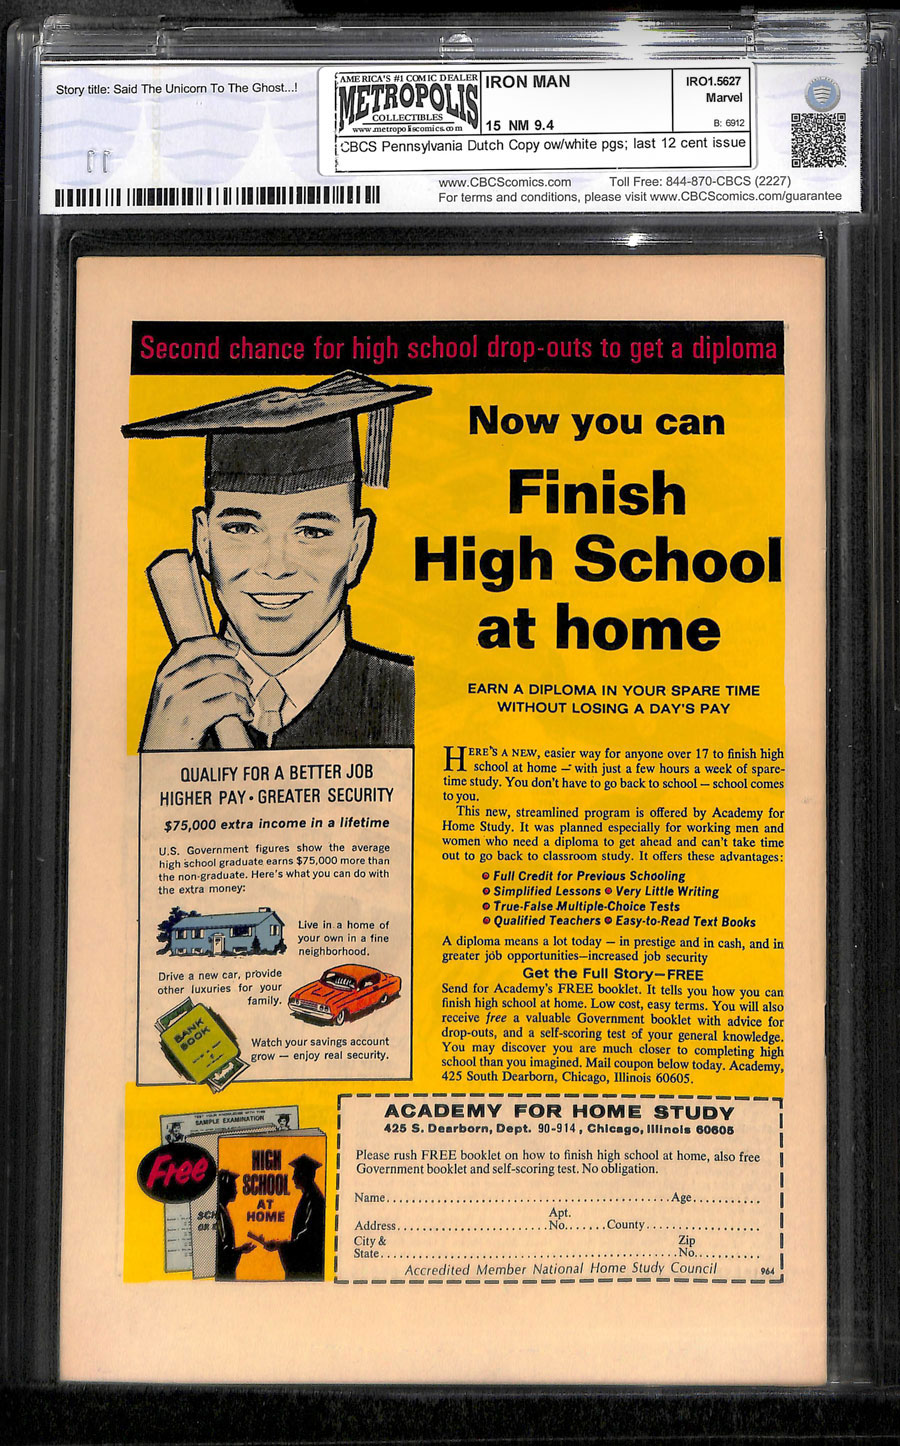 Story title: Said The Unicorn To The Ghost...!
AMERICA'S #1 COMIC DEALER
METROPOLIS
COLLECTIBLES
www.metropoliscomics.com
IRON MAN
15 NM 9.4
IRO1.5627
Marvel
B: 6912
CBCS Pennsylvania Dutch Copy ow/white pgs; last 12 cent issue
www.CBCScomics.com Toll Free: 844-870-CBCS (2227)
For terms and conditions, please visit www.CBCScomics.com/guarantee
Second chance for high school drop-outs to get a diploma
Now you can
Finish
High School
at home
EARN A DIPLOMA IN YOUR SPARE TIME
WITHOUT LOSING A DAY'S PAY
HERE'S A NEW, easier way for anyone over 17 to finish high
school at home — with just a few hours a week of spare-
time study. You don't have to go back to school — school comes
to you.
This new, streamlined program is offered by Academy for
Home Study. It was planned especially for working men and
women who need a diploma to get ahead and can't take time
out to go back to classroom study. It offers these advantages:
• Full Credit for Previous Schooling
• Simplified Lessons • Very Little Writing
• True-False Multiple-Choice Tests
• Qualified Teachers • Easy-to-Read Text Books
A diploma means a lot today — in prestige and in cash, and in
greater job opportunities—increased job security
Get the Full Story—FREE
Send for Academy's FREE booklet. It tells you how you can
finish high school at home. Low cost, easy terms. You will also
receive free a valuable Government booklet with advice for
drop-outs, and a self-scoring test of your general knowledge.
You may discover you are much closer to completing high
school than you imagined. Mail coupon below today. Academy,
425 South Dearborn, Chicago, Illinois 60605.
QUALIFY FOR A BETTER JOB
HIGHER PAY • GREATER SECURITY
$75,000 extra income in a lifetime
U.S. Government figures show the average
high school graduate earns $75,000 more than
the non-graduate. Here's what you can do with
the extra money:
Live in a home of
your own in a fine
neighborhood.
Drive a new car, provide
other luxuries for your
family.
BANK
BOOK
Watch your savings account
grow — enjoy real security.
SAMPLE EXAMINATION
Free
HIGH
SCHOOL
AT
HOME
ACADEMY FOR HOME STUDY
425 S. Dearborn, Dept. 90-914, Chicago, Illinois 60605
Please rush FREE booklet on how to finish high school at home, also free
Government booklet and self-scoring test. No obligation.
Name.................................................Age...........
Apt.
Address......................... No.......County...................
City & Zip
State....................................................No..........
Accredited Member National Home Study Council 964